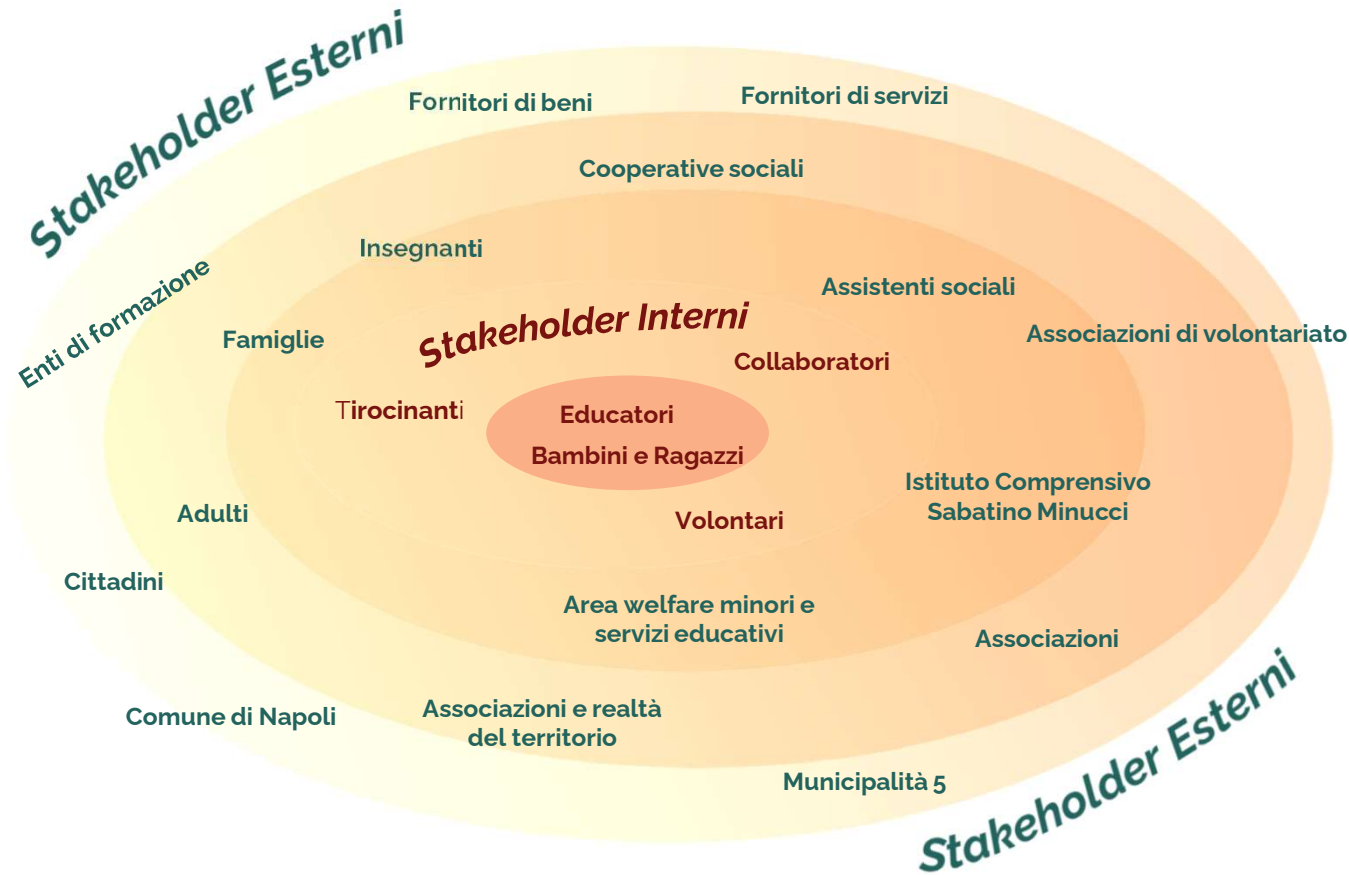 Stakeholder Esterni
Fornitori di beni
Fornitori di servizi
Cooperative sociali
Insegnanti
Enti di formazione
Assistenti sociali
Stakeholder Interni
Famiglie
Associazioni di volontariato
Collaboratori
Tirocinanti
Educatori
Bambini e Ragazzi
Istituto Comprensivo
Sabatino Minucci
Adulti
Volontari
Cittadini
Area welfare minori e
servizi educativi
Associazioni
Comune di Napoli
Associazioni e realtà
del territorio
Municipalità 5
Stakeholder Esterni